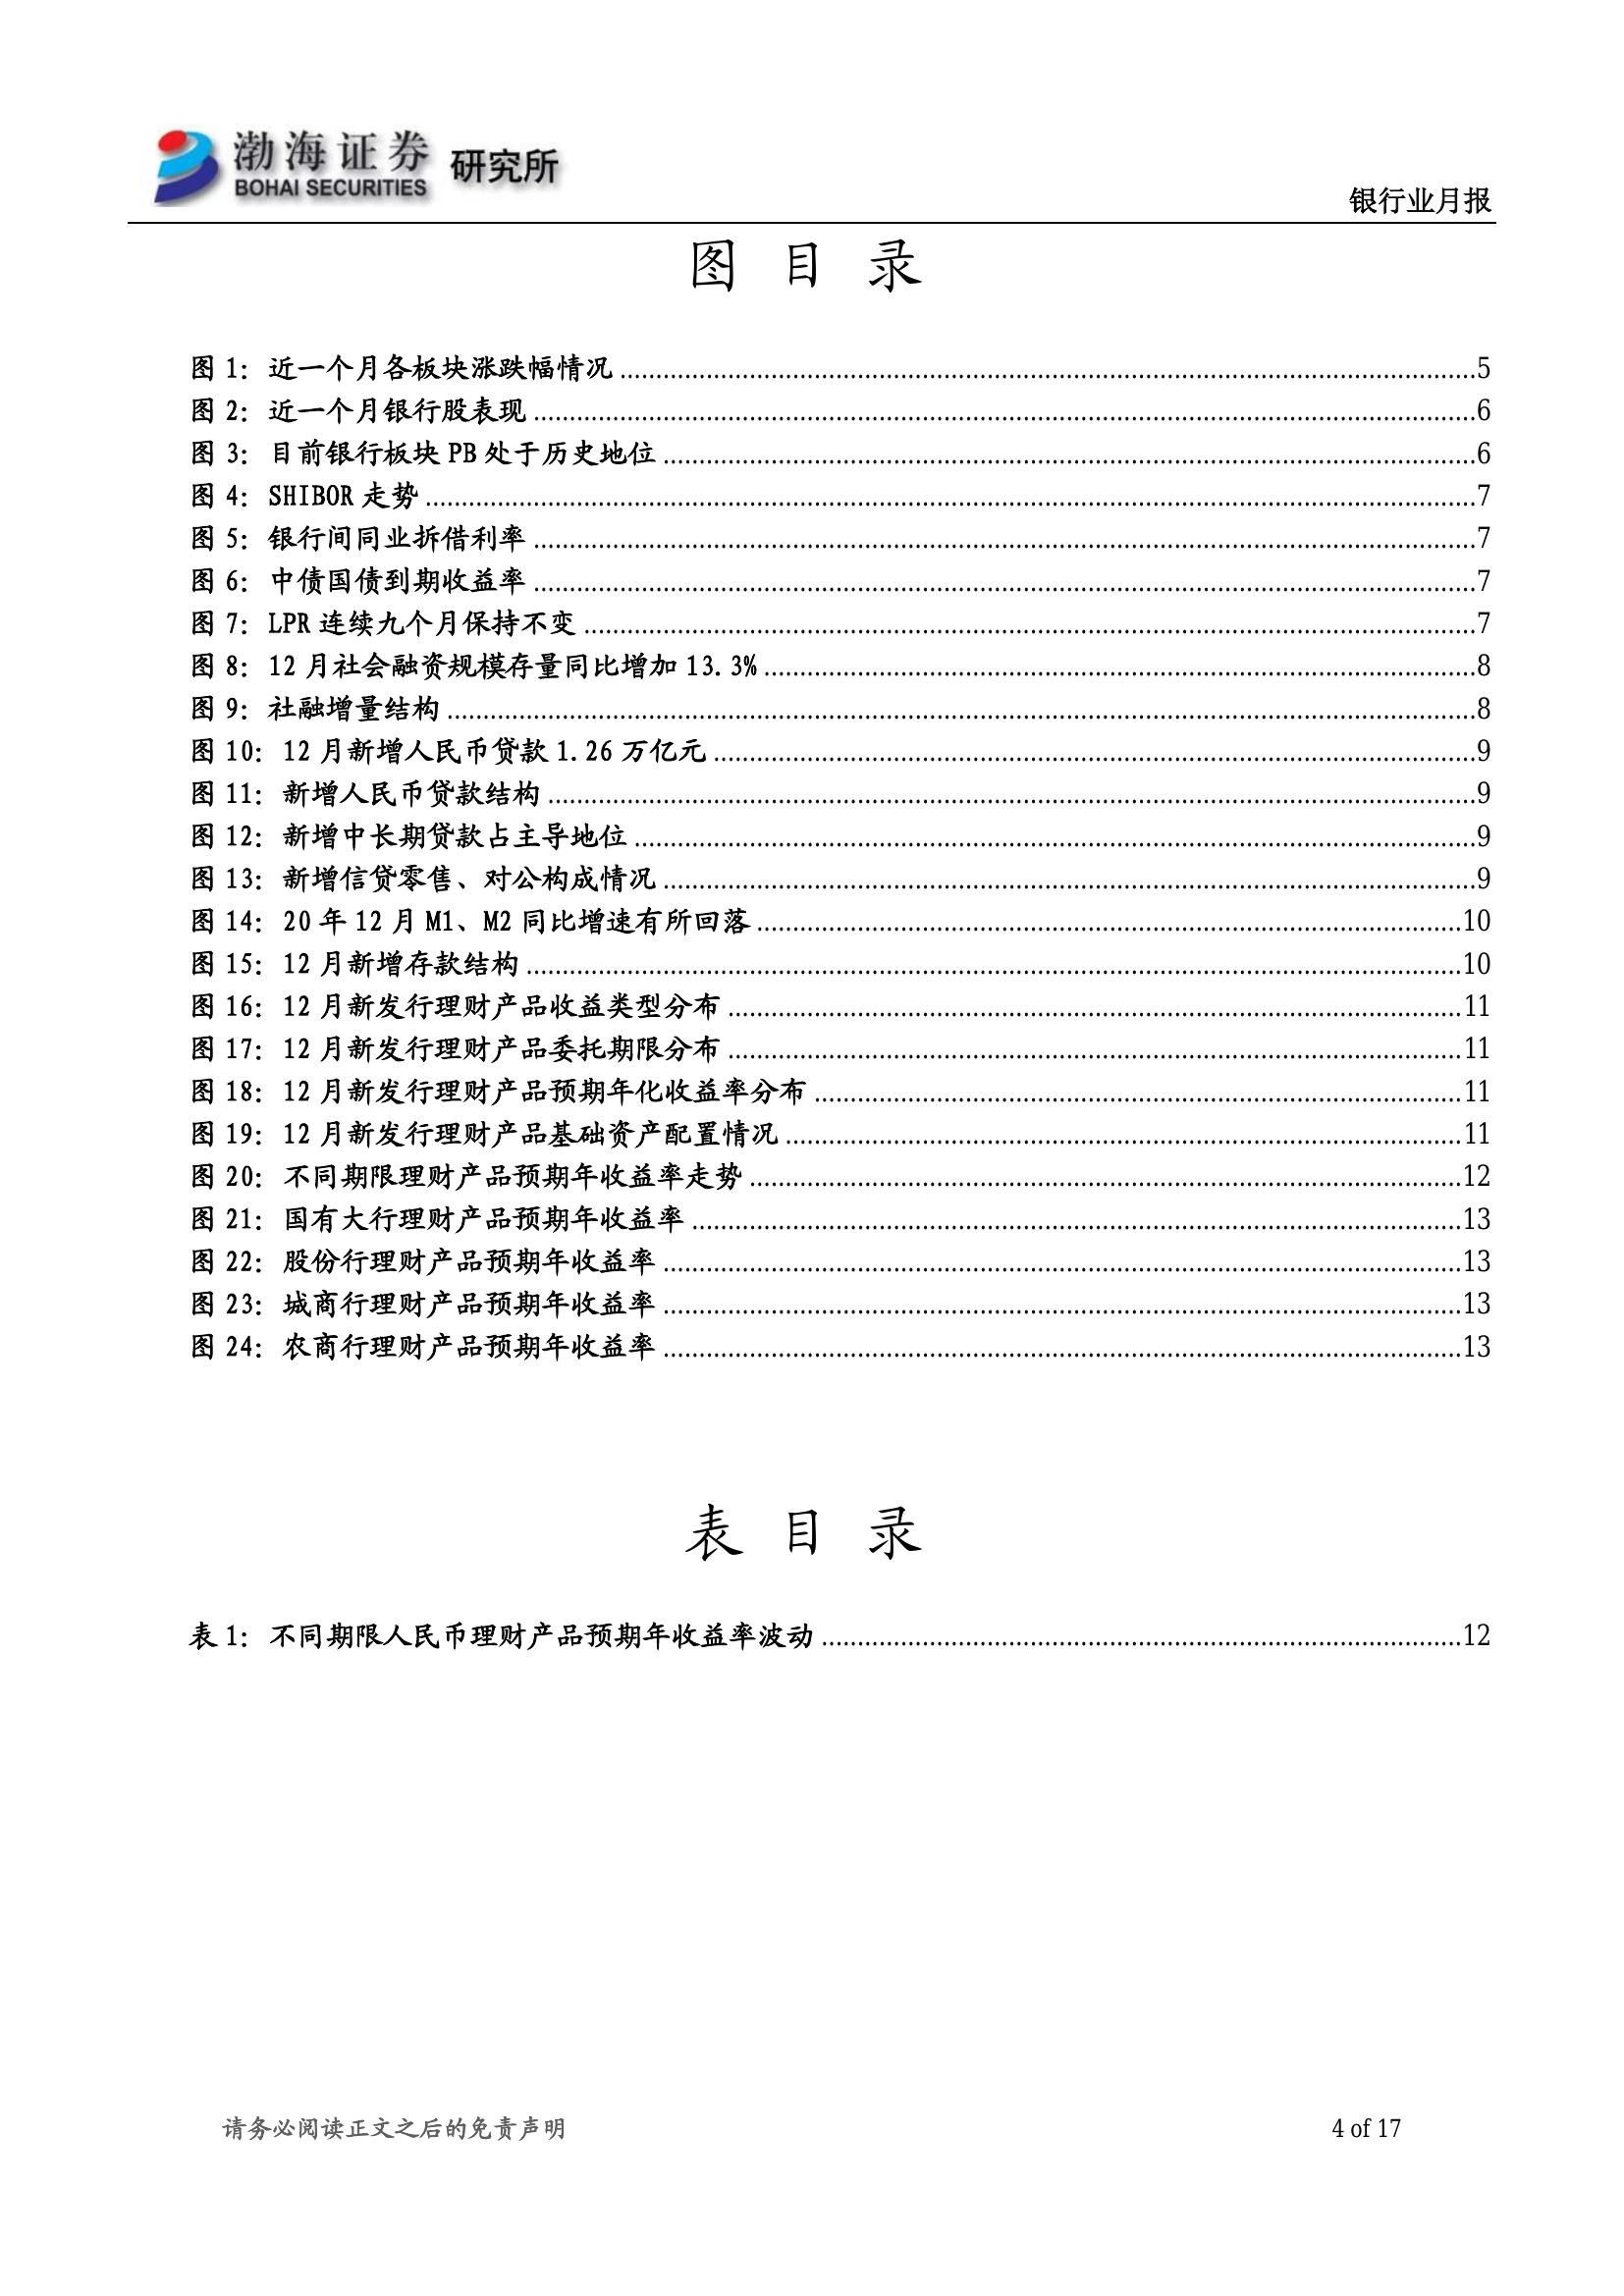 渤海证券 研究所
BOHAI SECURITIES
银行业月报
图 目 录
图 1：近一个月各板块涨跌幅情况............5
图 2：近一个月银行股表现............6
图 3：目前银行板块 PB 处于历史地位............6
图 4：SHIBOR 走势............7
图 5：银行间同业拆借利率............7
图 6：中债国债到期收益率............7
图 7：LPR 连续九个月保持不变............7
图 8：12 月社会融资规模存量同比增加 13.3%............8
图 9：社融增量结构............8
图 10：12 月新增人民币贷款 1.26 万亿元............9
图 11：新增人民币贷款结构............9
图 12：新增中长期贷款占主导地位............9
图 13：新增信贷零售、对公构成情况............9
图 14：20 年 12 月 M1、M2 同比增速有所回落............10
图 15：12 月新增存款结构............10
图 16：12 月新发行理财产品收益类型分布............11
图 17：12 月新发行理财产品委托期限分布............11
图 18：12 月新发行理财产品预期年化收益率分布............11
图 19：12 月新发行理财产品基础资产配置情况............11
图 20：不同期限理财产品预期年收益率走势............12
图 21：国有大行理财产品预期年收益率............13
图 22：股份行理财产品预期年收益率............13
图 23：城商行理财产品预期年收益率............13
图 24：农商行理财产品预期年收益率............13
表 目 录
表 1：不同期限人民币理财产品预期年收益率波动............12
请务必阅读正文之后的免责声明
4 of 17